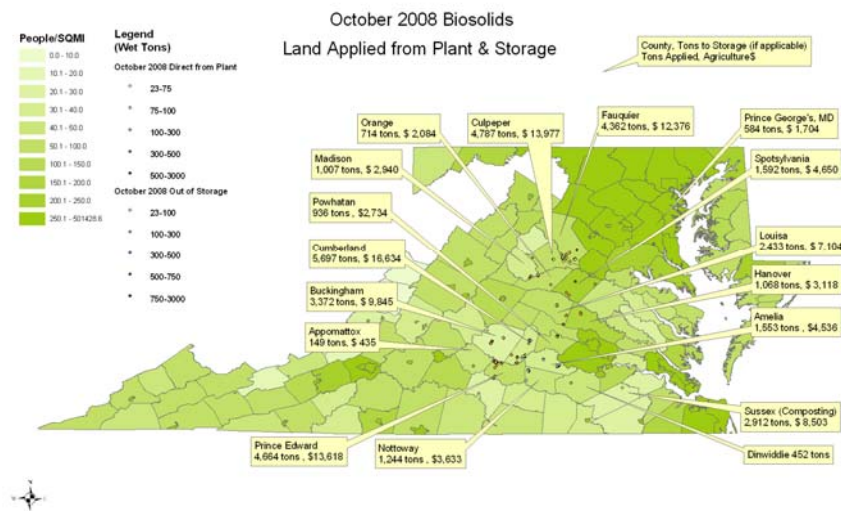 October 2008 Biosolids
Land Applied from Plant & Storage
People/SQMI
0.0 - 10.0
10.1 - 20.0
20.1 - 30.0
30.1 - 40.0
40.1 - 50.0
50.1 - 100.0
100.1 - 150.0
150.1 - 200.0
200.1 - 250.0
250.1 - 501428.6
Legend
(Wet Tons)
October 2008 Direct from Plant
23-75
75-100
100-300
300-500
500-3000
October 2008 Out of Storage
23-100
100-300
300-500
500-750
750-3000
County, Tons to Storage (if applicable)
Tons Applied, Agriculture$
Orange
714 tons, $ 2,084
Culpeper
4,787 tons, $ 13,977
Fauquier
4,362 tons, $ 12,376
Prince George's, MD
584 tons, $ 1,704
Madison
1,007 tons, $ 2,940
Spotsylvania
1,592 tons, $ 4,650
Powhatan
936 tons , $2,734
Louisa
2,433 tons, $ 7,104
Cumberland
5,697 tons, $ 16,634
Hanover
1,068 tons, $ 3,118
Buckingham
3,372 tons, $ 9,845
Amelia
1,553 tons , $4,536
Appomattox
149 tons, $ 435
Sussex (Composting)
2,912 tons, $ 8,503
Prince Edward
4,664 tons , $13,618
Nottoway
1,244 tons , $3,633
Dinwiddie 452 tons